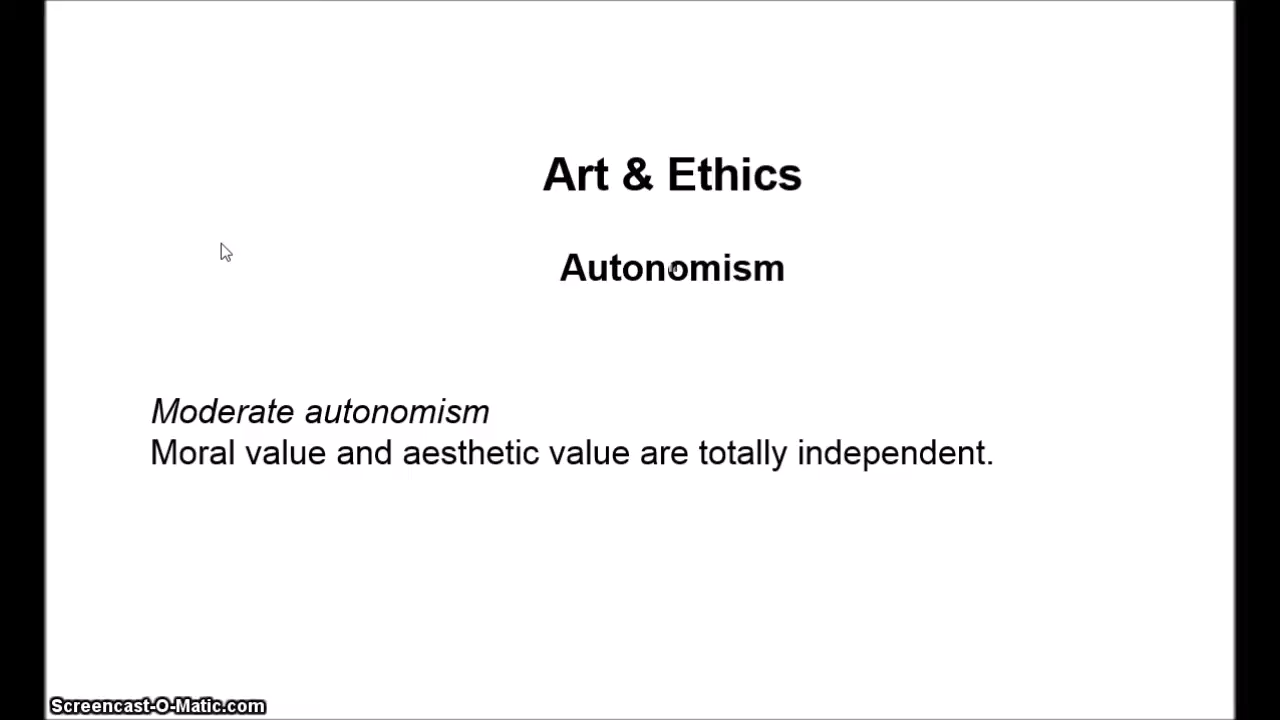 Art & Ethics
Autonomism
Moderate autonomism
Moral value and aesthetic value are totally independent.
Screencast-O-Matic.com